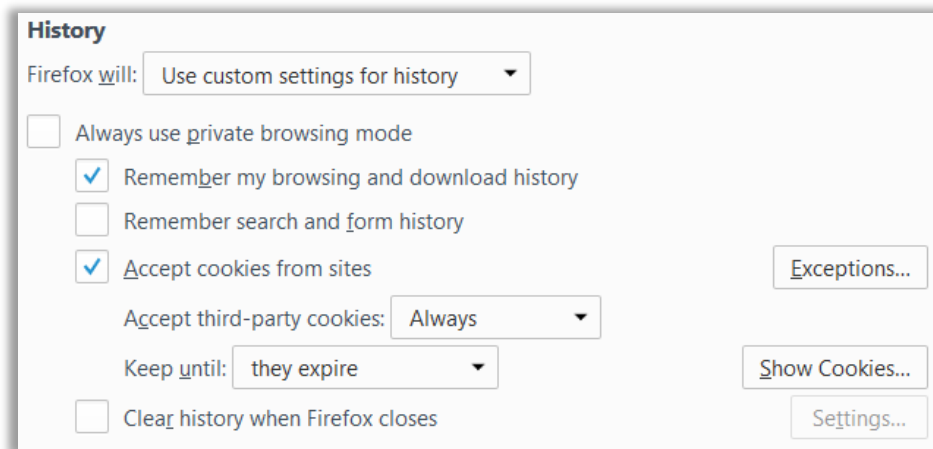 History
Firefox will: Use custom settings for history
Always use private browsing mode
Remember my browsing and download history
Remember search and form history
Accept cookies from sites Exceptions...
Accept third-party cookies: Always
Keep until: they expire Show Cookies...
Clear history when Firefox closes Settings...